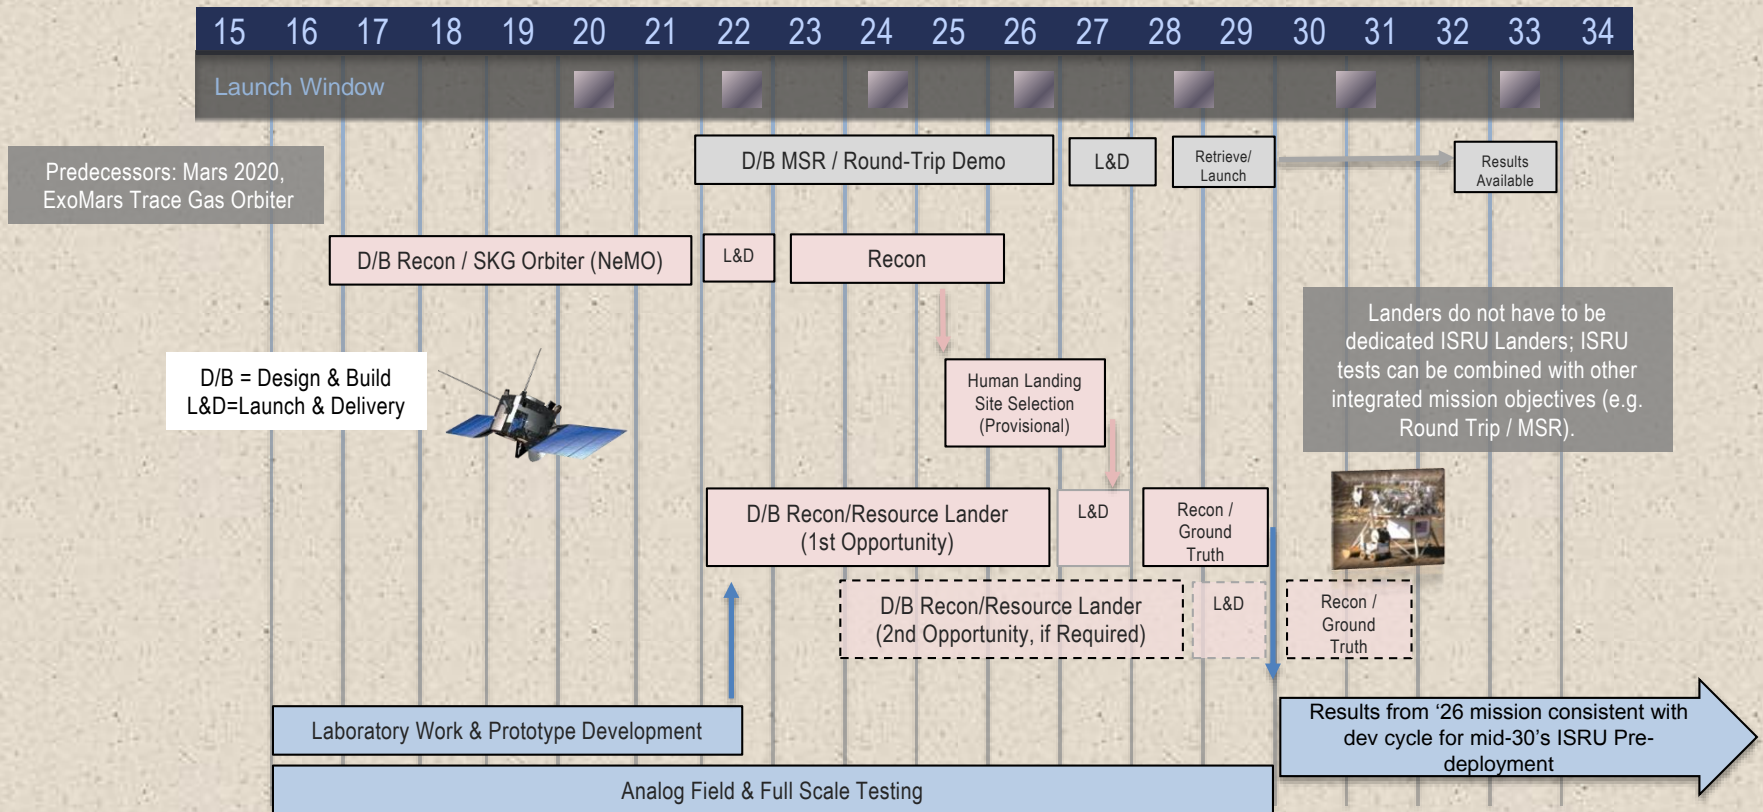 15 16 17 18 19 20 21 22 23 24 25 26 27 28 29 30 31 32 33 34
Launch Window
Predecessors: Mars 2020,
ExoMars Trace Gas Orbiter
D/B MSR / Round-Trip Demo
L&D
Retrieve/
Launch
Results
Available
D/B Recon / SKG Orbiter (NeMO)
L&D
Recon
Landers do not have to be
dedicated ISRU Landers; ISRU
tests can be combined with other
integrated mission objectives (e.g.
Round Trip / MSR).
D/B = Design & Build
L&D=Launch & Delivery
Human Landing
Site Selection
(Provisional)
D/B Recon/Resource Lander
(1st Opportunity)
L&D
Recon /
Ground
Truth
D/B Recon/Resource Lander
(2nd Opportunity, if Required)
L&D
Recon /
Ground
Truth
Laboratory Work & Prototype Development
Results from ‘26 mission consistent with
dev cycle for mid-30’s ISRU Pre-
deployment
Analog Field & Full Scale Testing